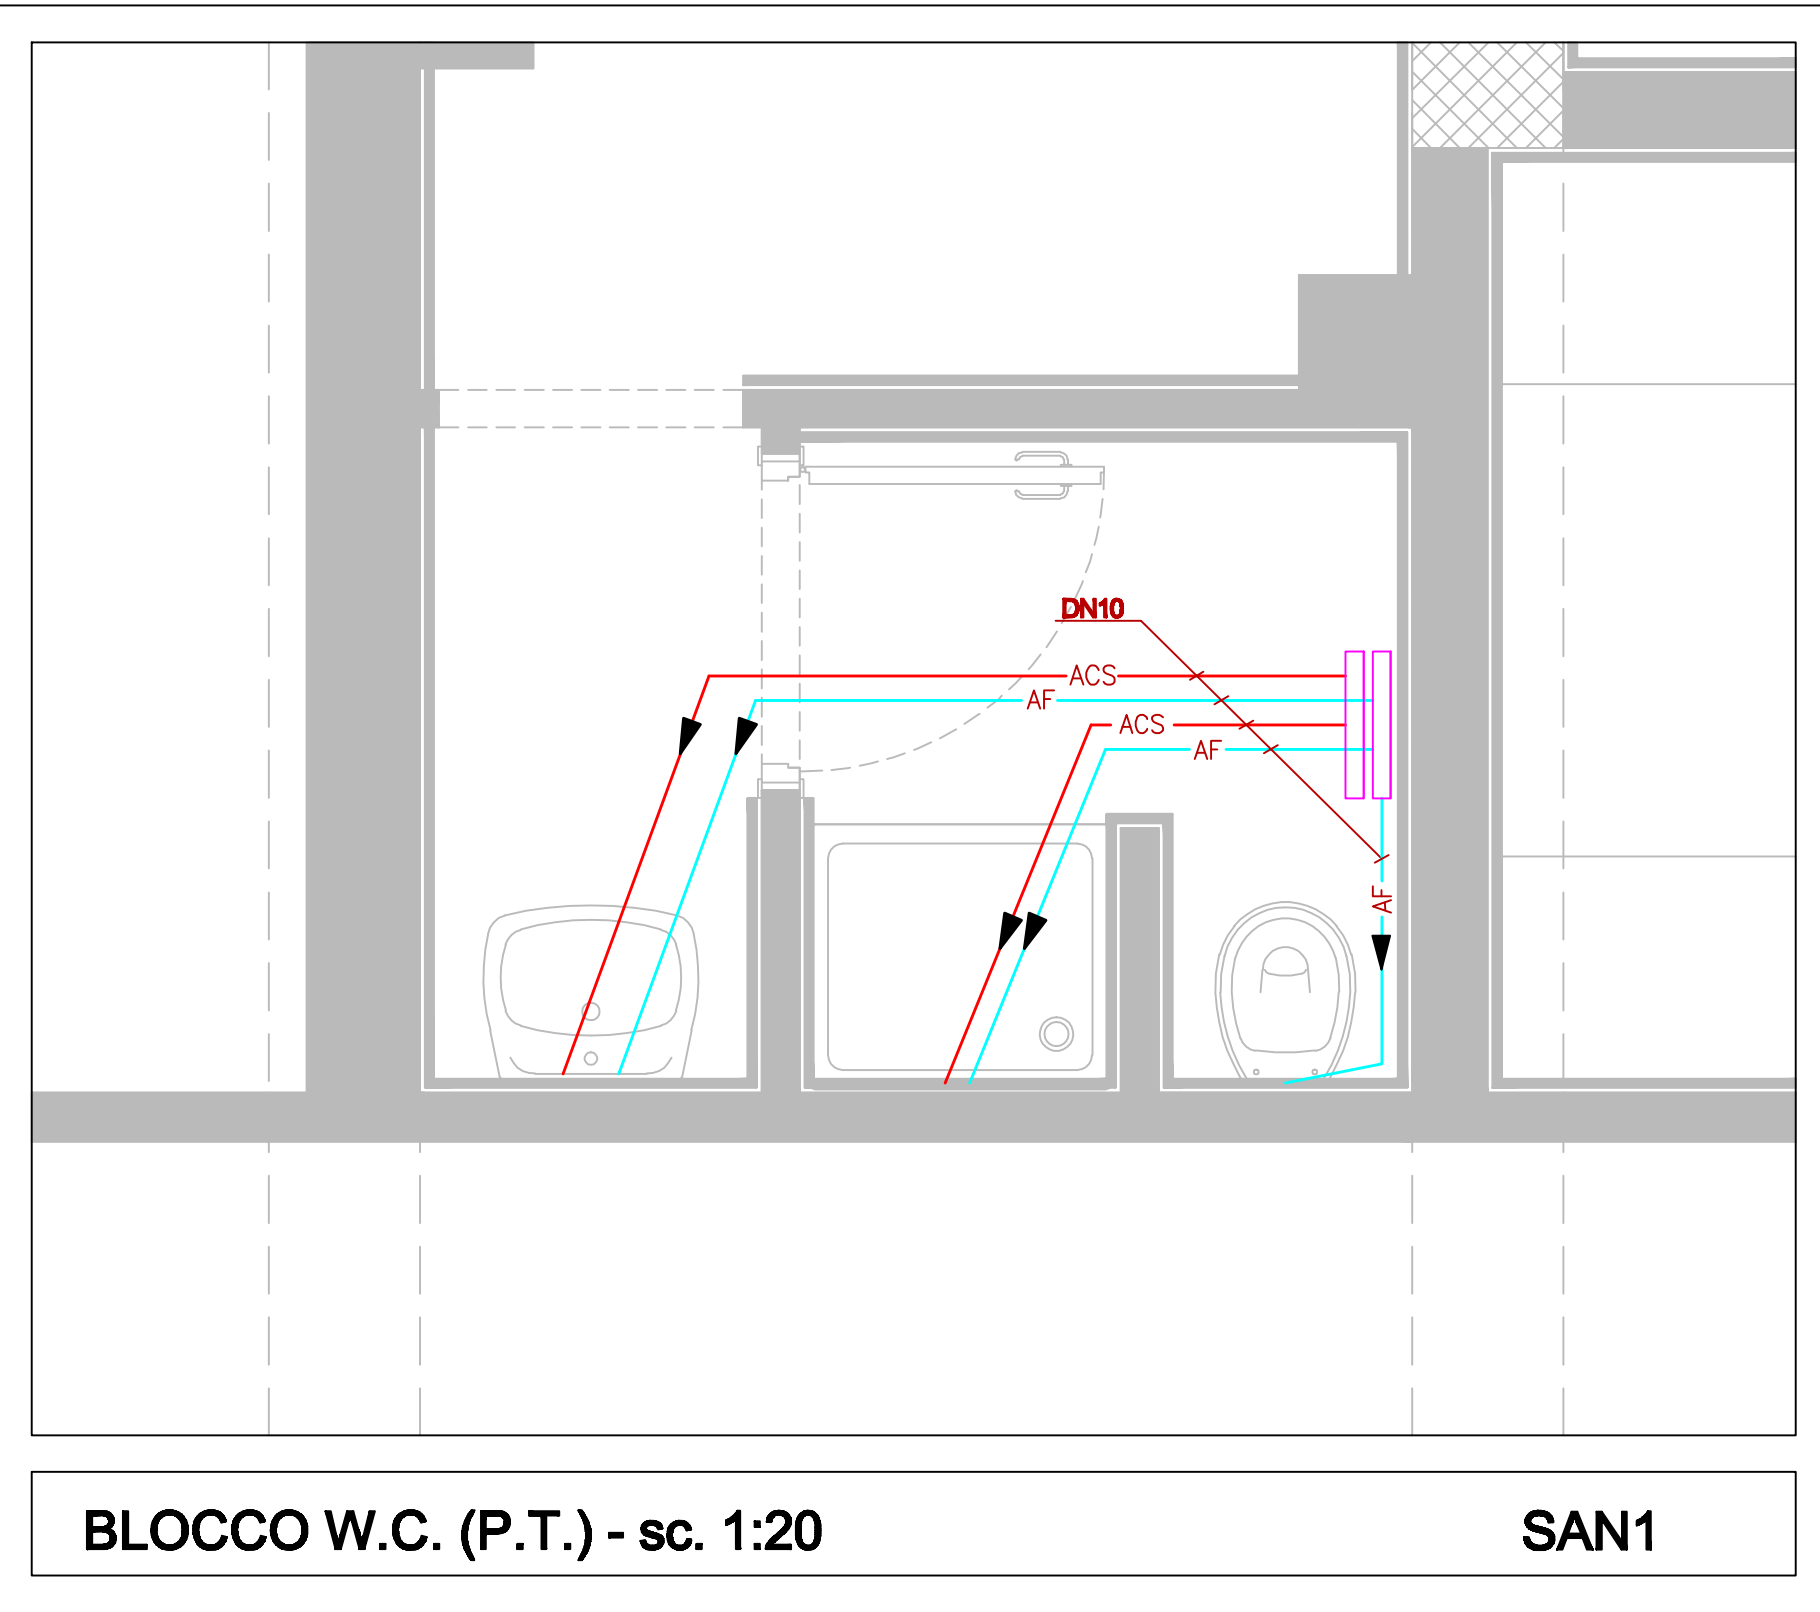 DN10
ACS
AF
ACS
AF
AF
BLOCCO W.C. (P.T.) - sc. 1:20
SAN1